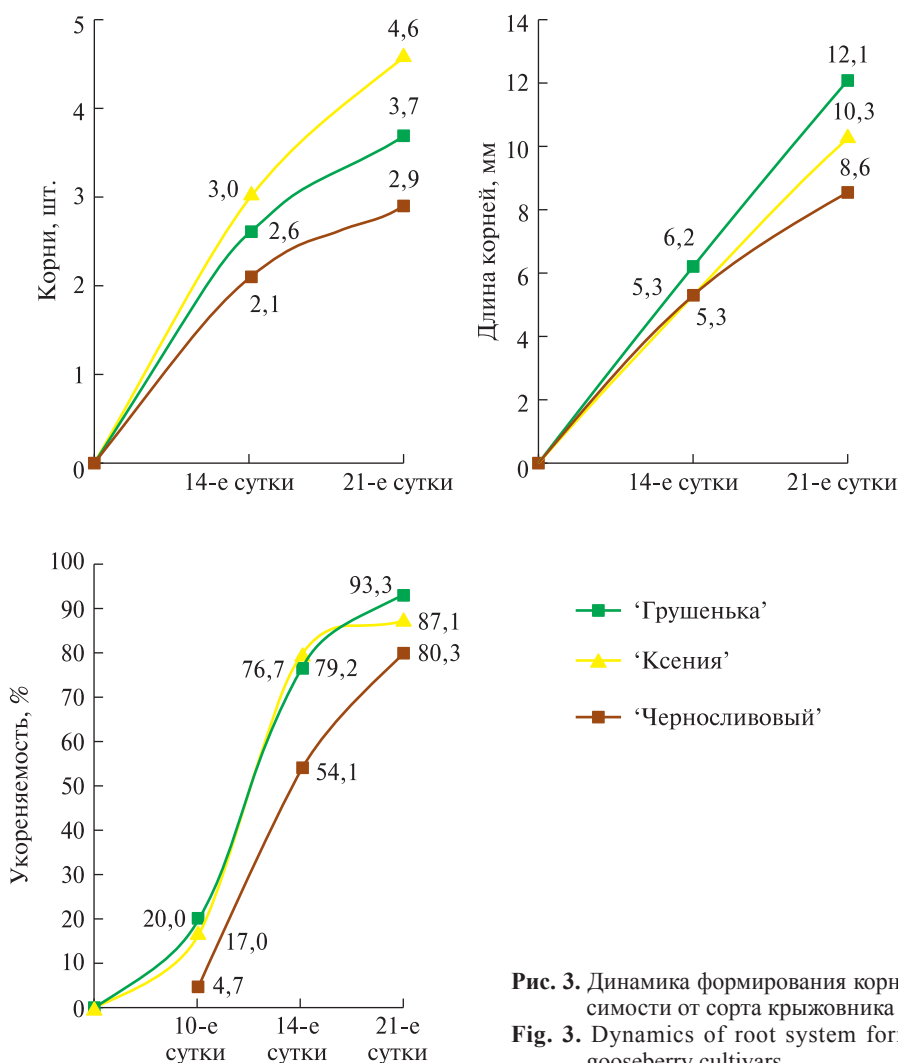 5
4
3
2
1
0
Корни, шт.
4,6
3,7
2,9
3,0
2,6
2,1
14-е сутки
21-е сутки
14
12
10
8
6
4
2
0
Длина корней, мм
12,1
10,3
8,6
6,2
5,3
5,3
14-е сутки
21-е сутки
100
90
80
70
60
50
40
30
20
10
0
Укореняемость, %
93,3
87,1
80,3
76,7
79,2
54,1
20,0
17,0
4,7
10-е
сутки
14-е
сутки
21-е
сутки
‘Грушенька’
‘Ксения’
‘Черносливовый’
Рис. 3. Динамика формирования корн
симости от сорта крыжовника
Fig. 3. Dynamics of root system for
gooseberry cultivars